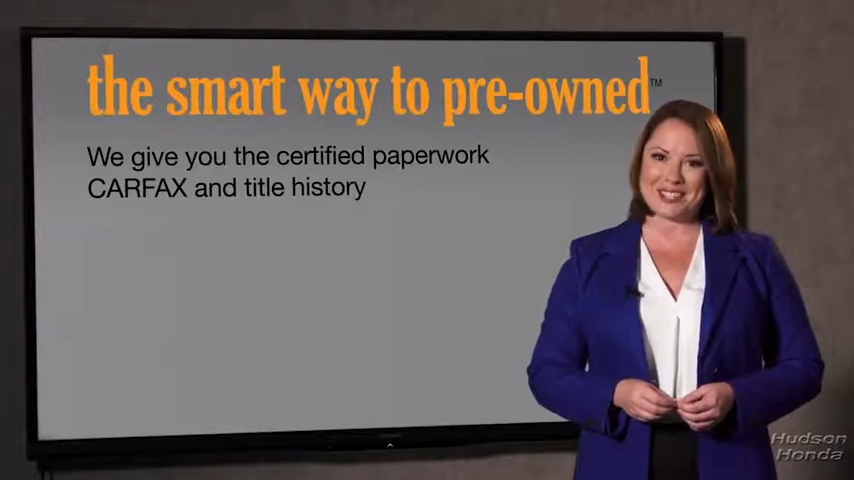 the smart way to pre-owned™
We give you the certified paperwork
CARFAX and title history
Hudson
Honda